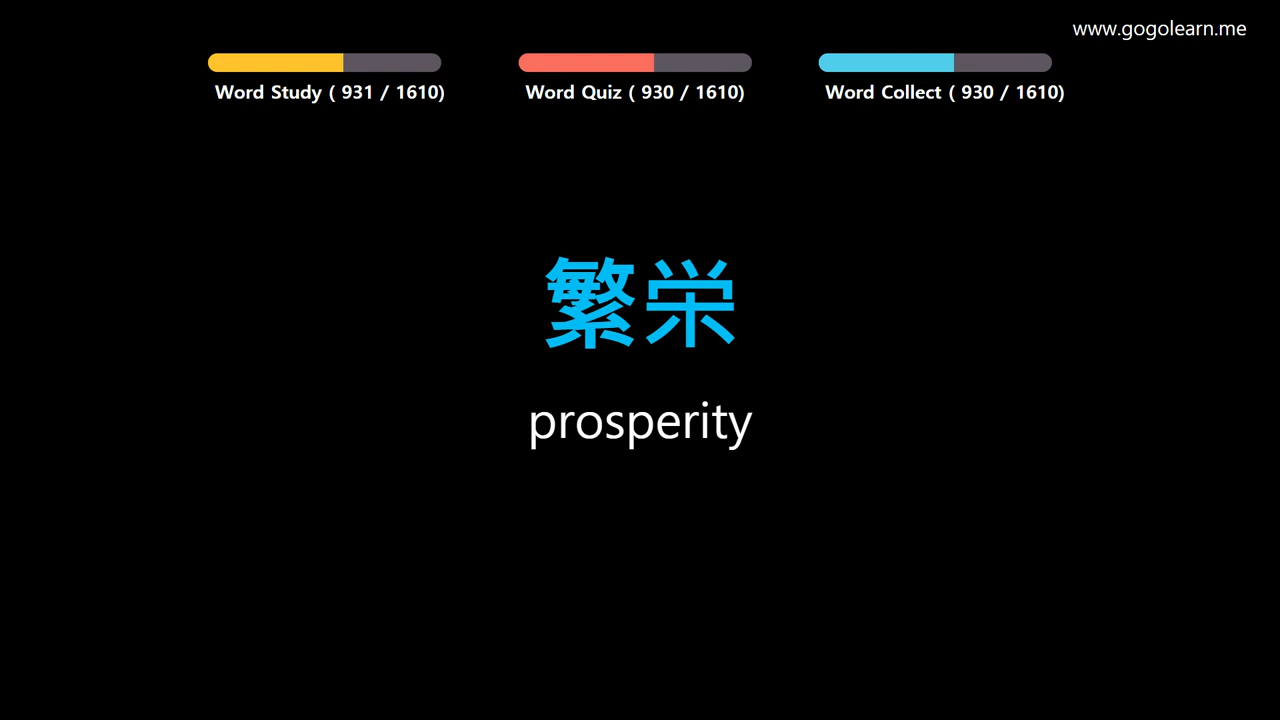 www.gogolearn.me
Word Study ( 931 / 1610)
Word Quiz ( 930 / 1610)
Word Collect ( 930 / 1610)
繁栄
prosperity